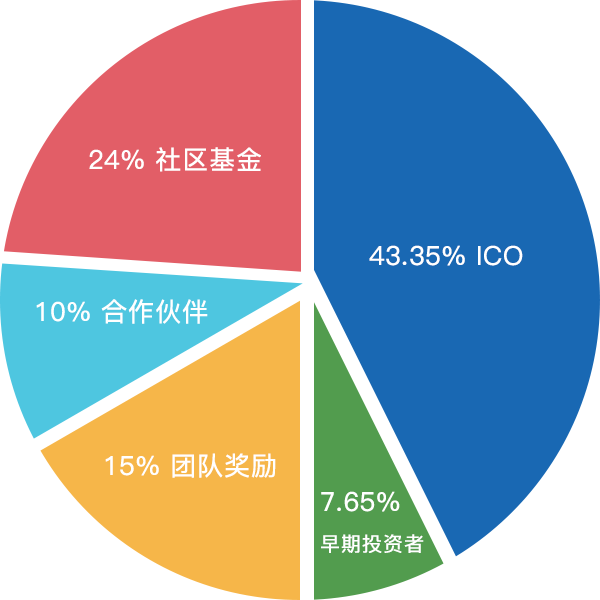 24% 社区基金
43.35% ICO
10% 合作伙伴
15% 团队奖励
7.65%
早期投资者